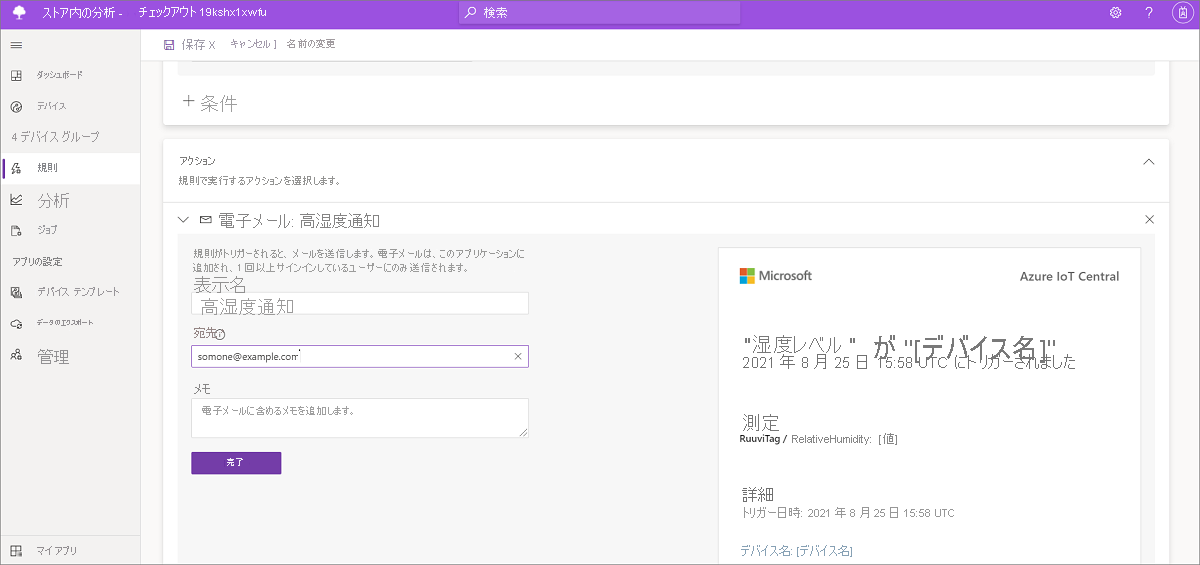 ストア内の分析 - チェックアウト 19kshx1xwfu
検索
保存 X キャンセル ] 名前の変更
ダッシュボード
デバイス
4 デバイス グループ
規則
分析
ジョブ
アプリの設定
デバイス テンプレート
データのエクスポート
管理
マイ アプリ
+ 条件
アクション
規則で実行するアクションを選択します。
電子メール: 高湿度通知
規則がトリガーされると、メールを送信します。電子メールは、このアプリケーションに
追加され、1 回以上サインインしているユーザーにのみ送信されます。
表示名
高湿度通知
宛先
somone@example.com
メモ
電子メールに含めるメモを追加します。
完了
Microsoft
Azure IoT Central
"湿度レベル " が "[デバイス名]"
2021 年 8 月 25 日 15:58 UTC にトリガーされました
測定
RuuviTag / RelativeHumidity: [値]
詳細
トリガー日時: 2021 年 8 月 25 日 15:58 UTC
デバイス名: [デバイス名]